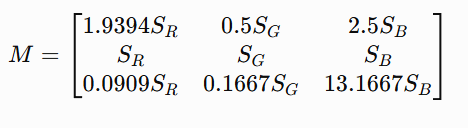 1.9394S_R 0.5S_G 2.5S_B
M = S_R S_G S_B
0.0909S_R 0.1667S_G 13.1667S_B